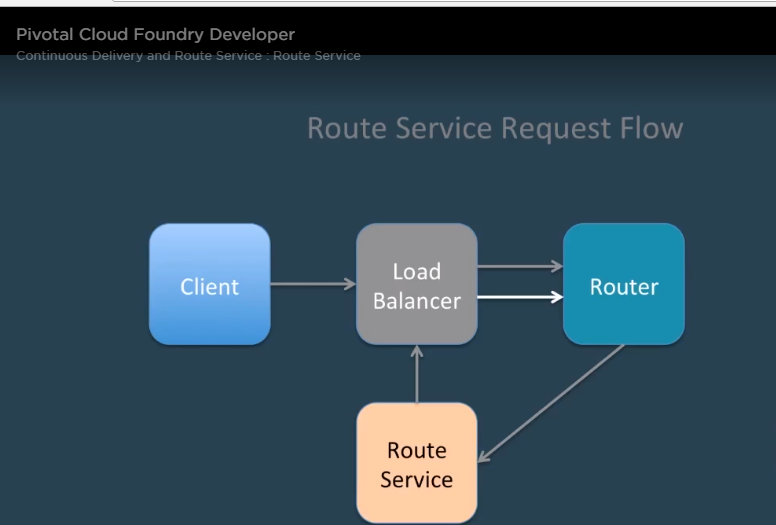 Pivotal Cloud Foundry Developer
Continuous Delivery and Route Service : Route Service
Route Service Request Flow
Client
Load
Balancer
Router
Route
Service